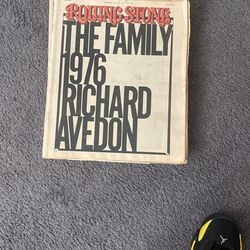 ROLLING STONE
THE FAMILY
1976
RICHARD
AVEDON